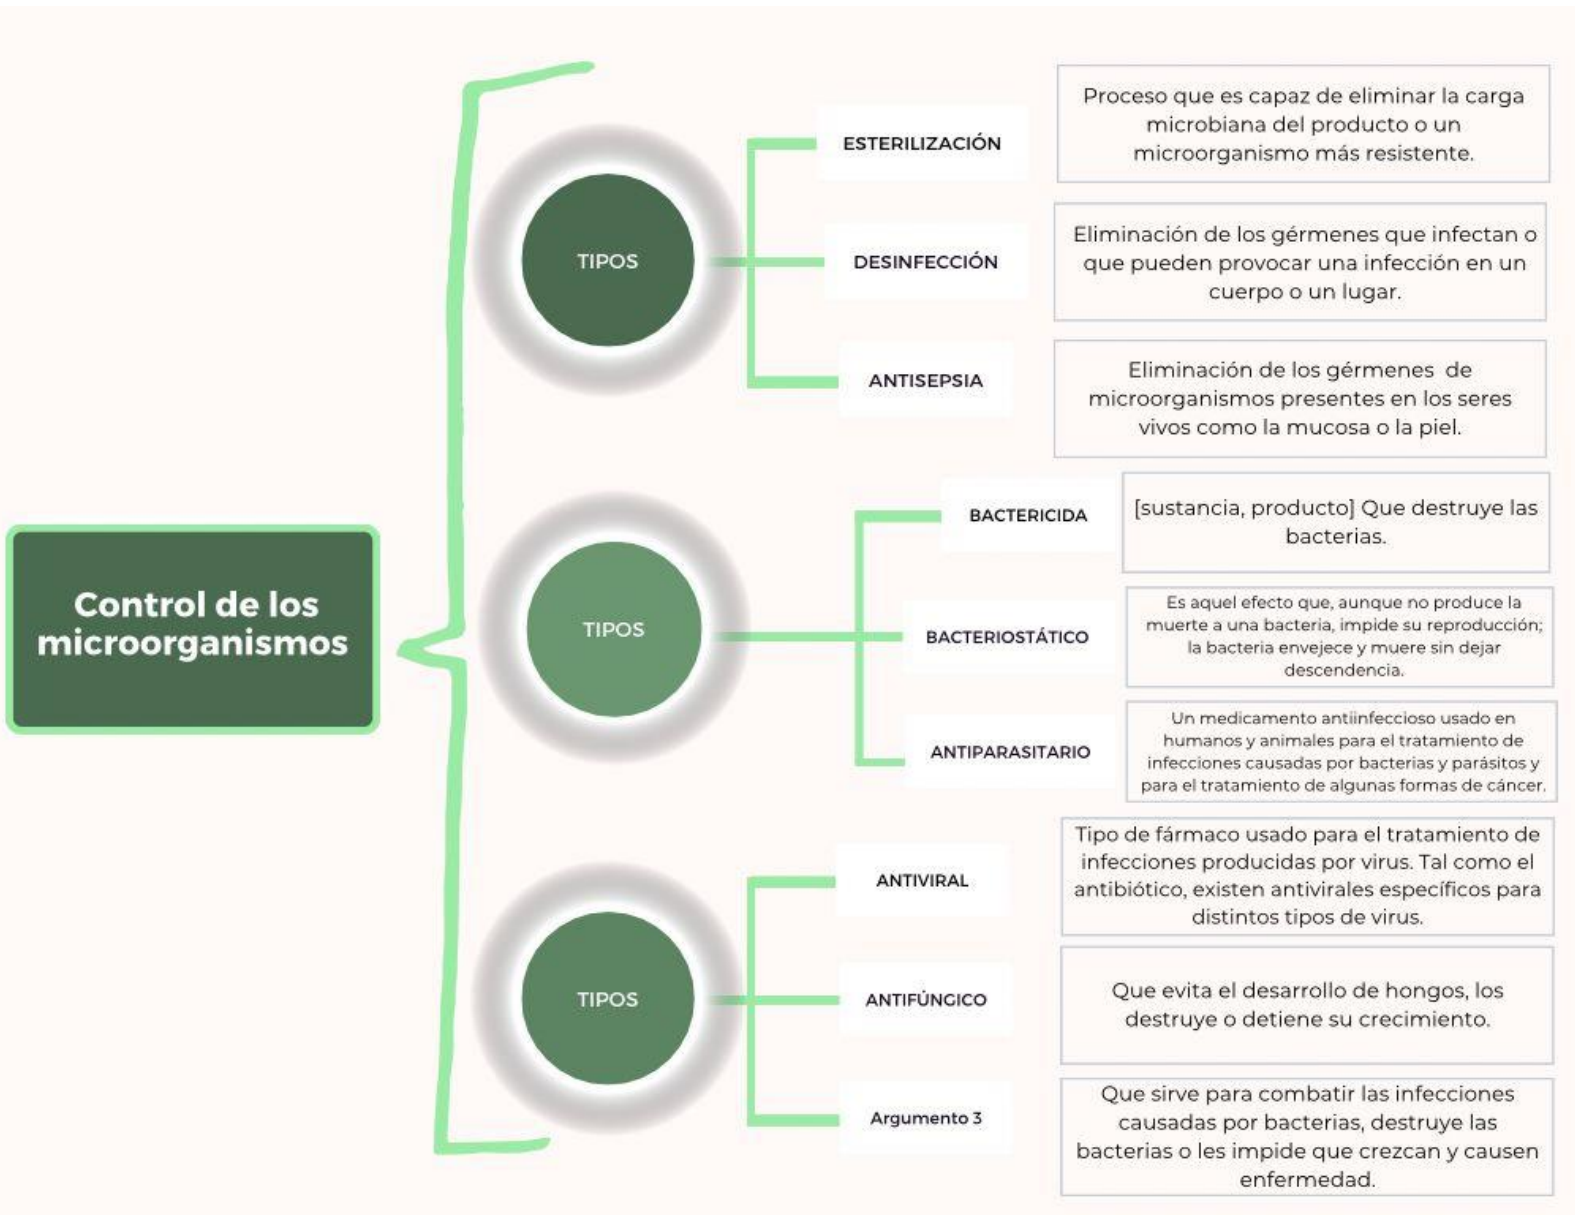 Control de los
microorganismos
TIPOS
ESTERILIZACIÓN
Proceso que es capaz de eliminar la carga
microbiana del producto o un
microorganismo más resistente.
DESINFECCIÓN
Eliminación de los gérmenes que infectan o
que pueden provocar una infección en un
cuerpo o un lugar.
ANTISEPSIA
Eliminación de los gérmenes de
microorganismos presentes en los seres
vivos como la mucosa o la piel.
TIPOS
BACTERICIDA
[sustancia, producto] Que destruye las
bacterias.
BACTERIOSTÁTICO
Es aquel efecto que, aunque no produce la
muerte a una bacteria, impide su reproducción;
la bacteria envejece y muere sin dejar
descendencia.
ANTIPARASITARIO
Un medicamento antiinfeccioso usado en
humanos y animales para el tratamiento de
infecciones causadas por bacterias y parásitos y
para el tratamiento de algunas formas de cáncer.
TIPOS
ANTIVIRAL
Tipo de fármaco usado para el tratamiento de
infecciones producidas por virus. Tal como el
antibiótico, existen antivirales específicos para
distintos tipos de virus.
ANTIFÚNGICO
Que evita el desarrollo de hongos, los
destruye o detiene su crecimiento.
Argumento 3
Que sirve para combatir las infecciones
causadas por bacterias, destruye las
bacterias o les impide que crezcan y causen
enfermedad.